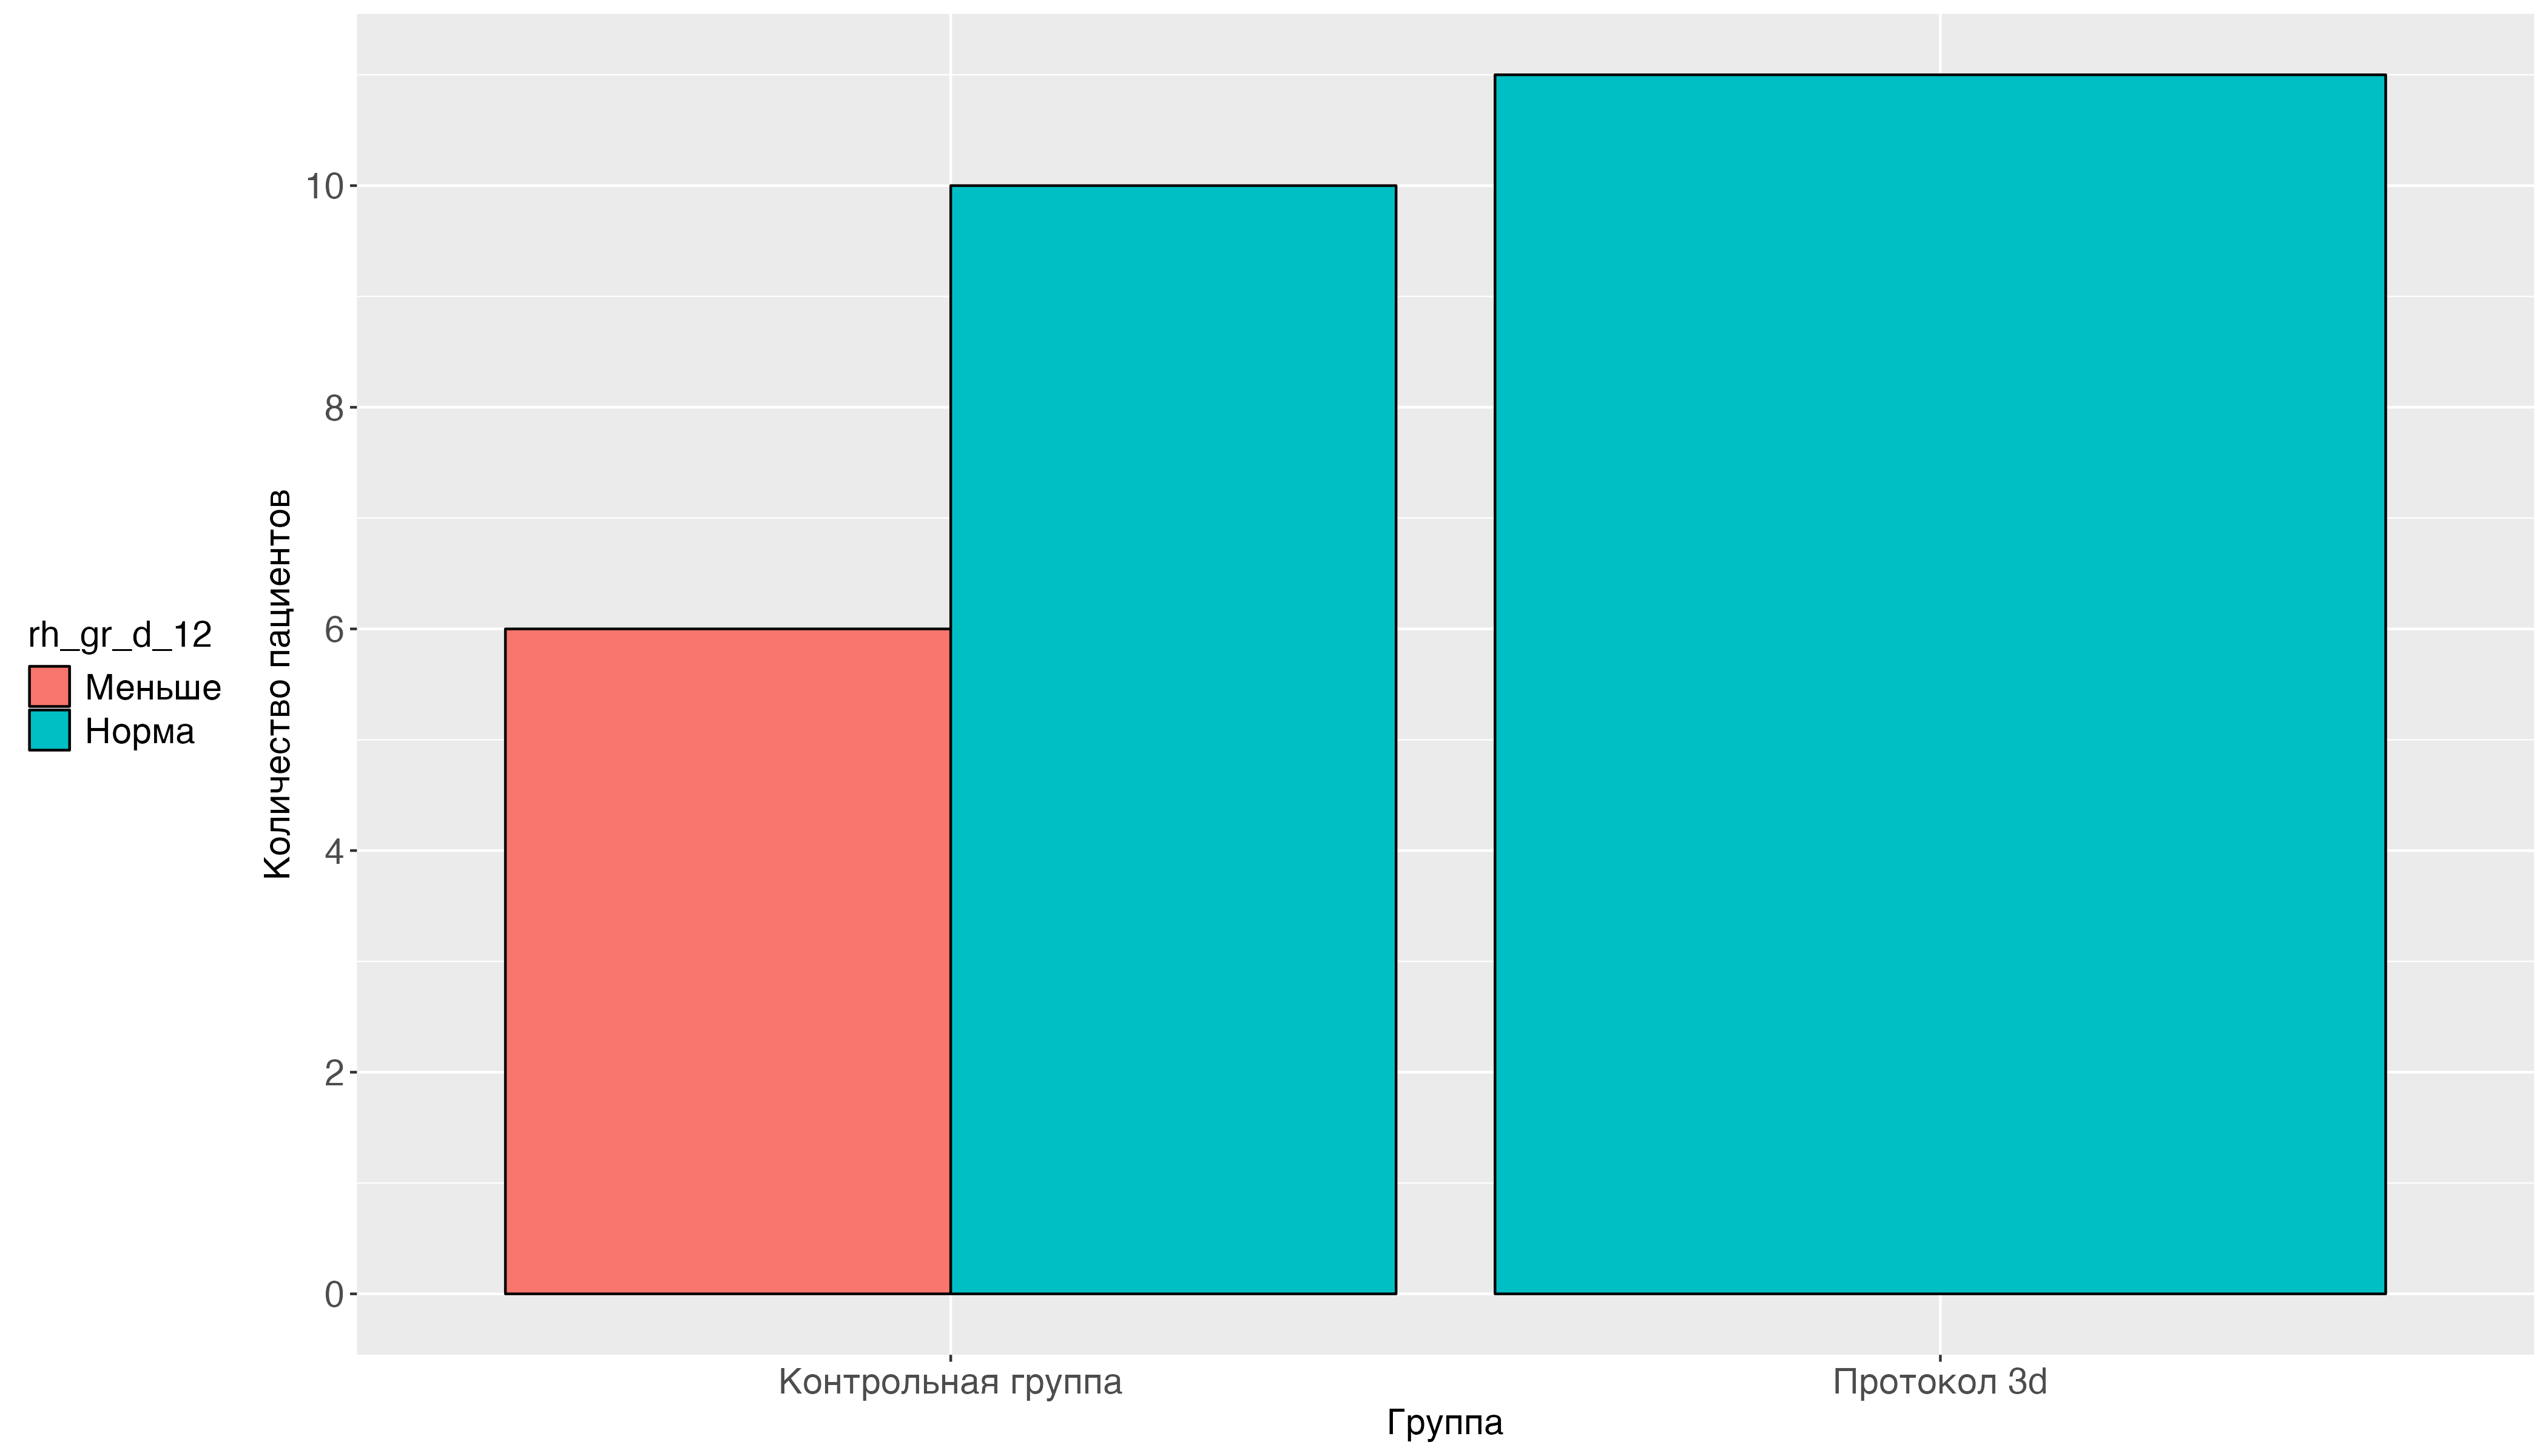 rh_gr_d_12
Меньше
Норма
Количество пациентов
10
8
6
4
2
0
Контрольная группа
Протокол 3d
Группа